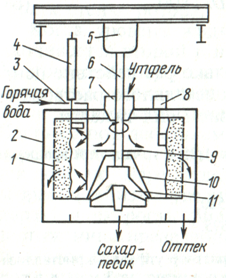 4
5
6
3
7
Утфель
8
Горячая
вода
2
1
9
10
11
Сахар-
песок
Оттек